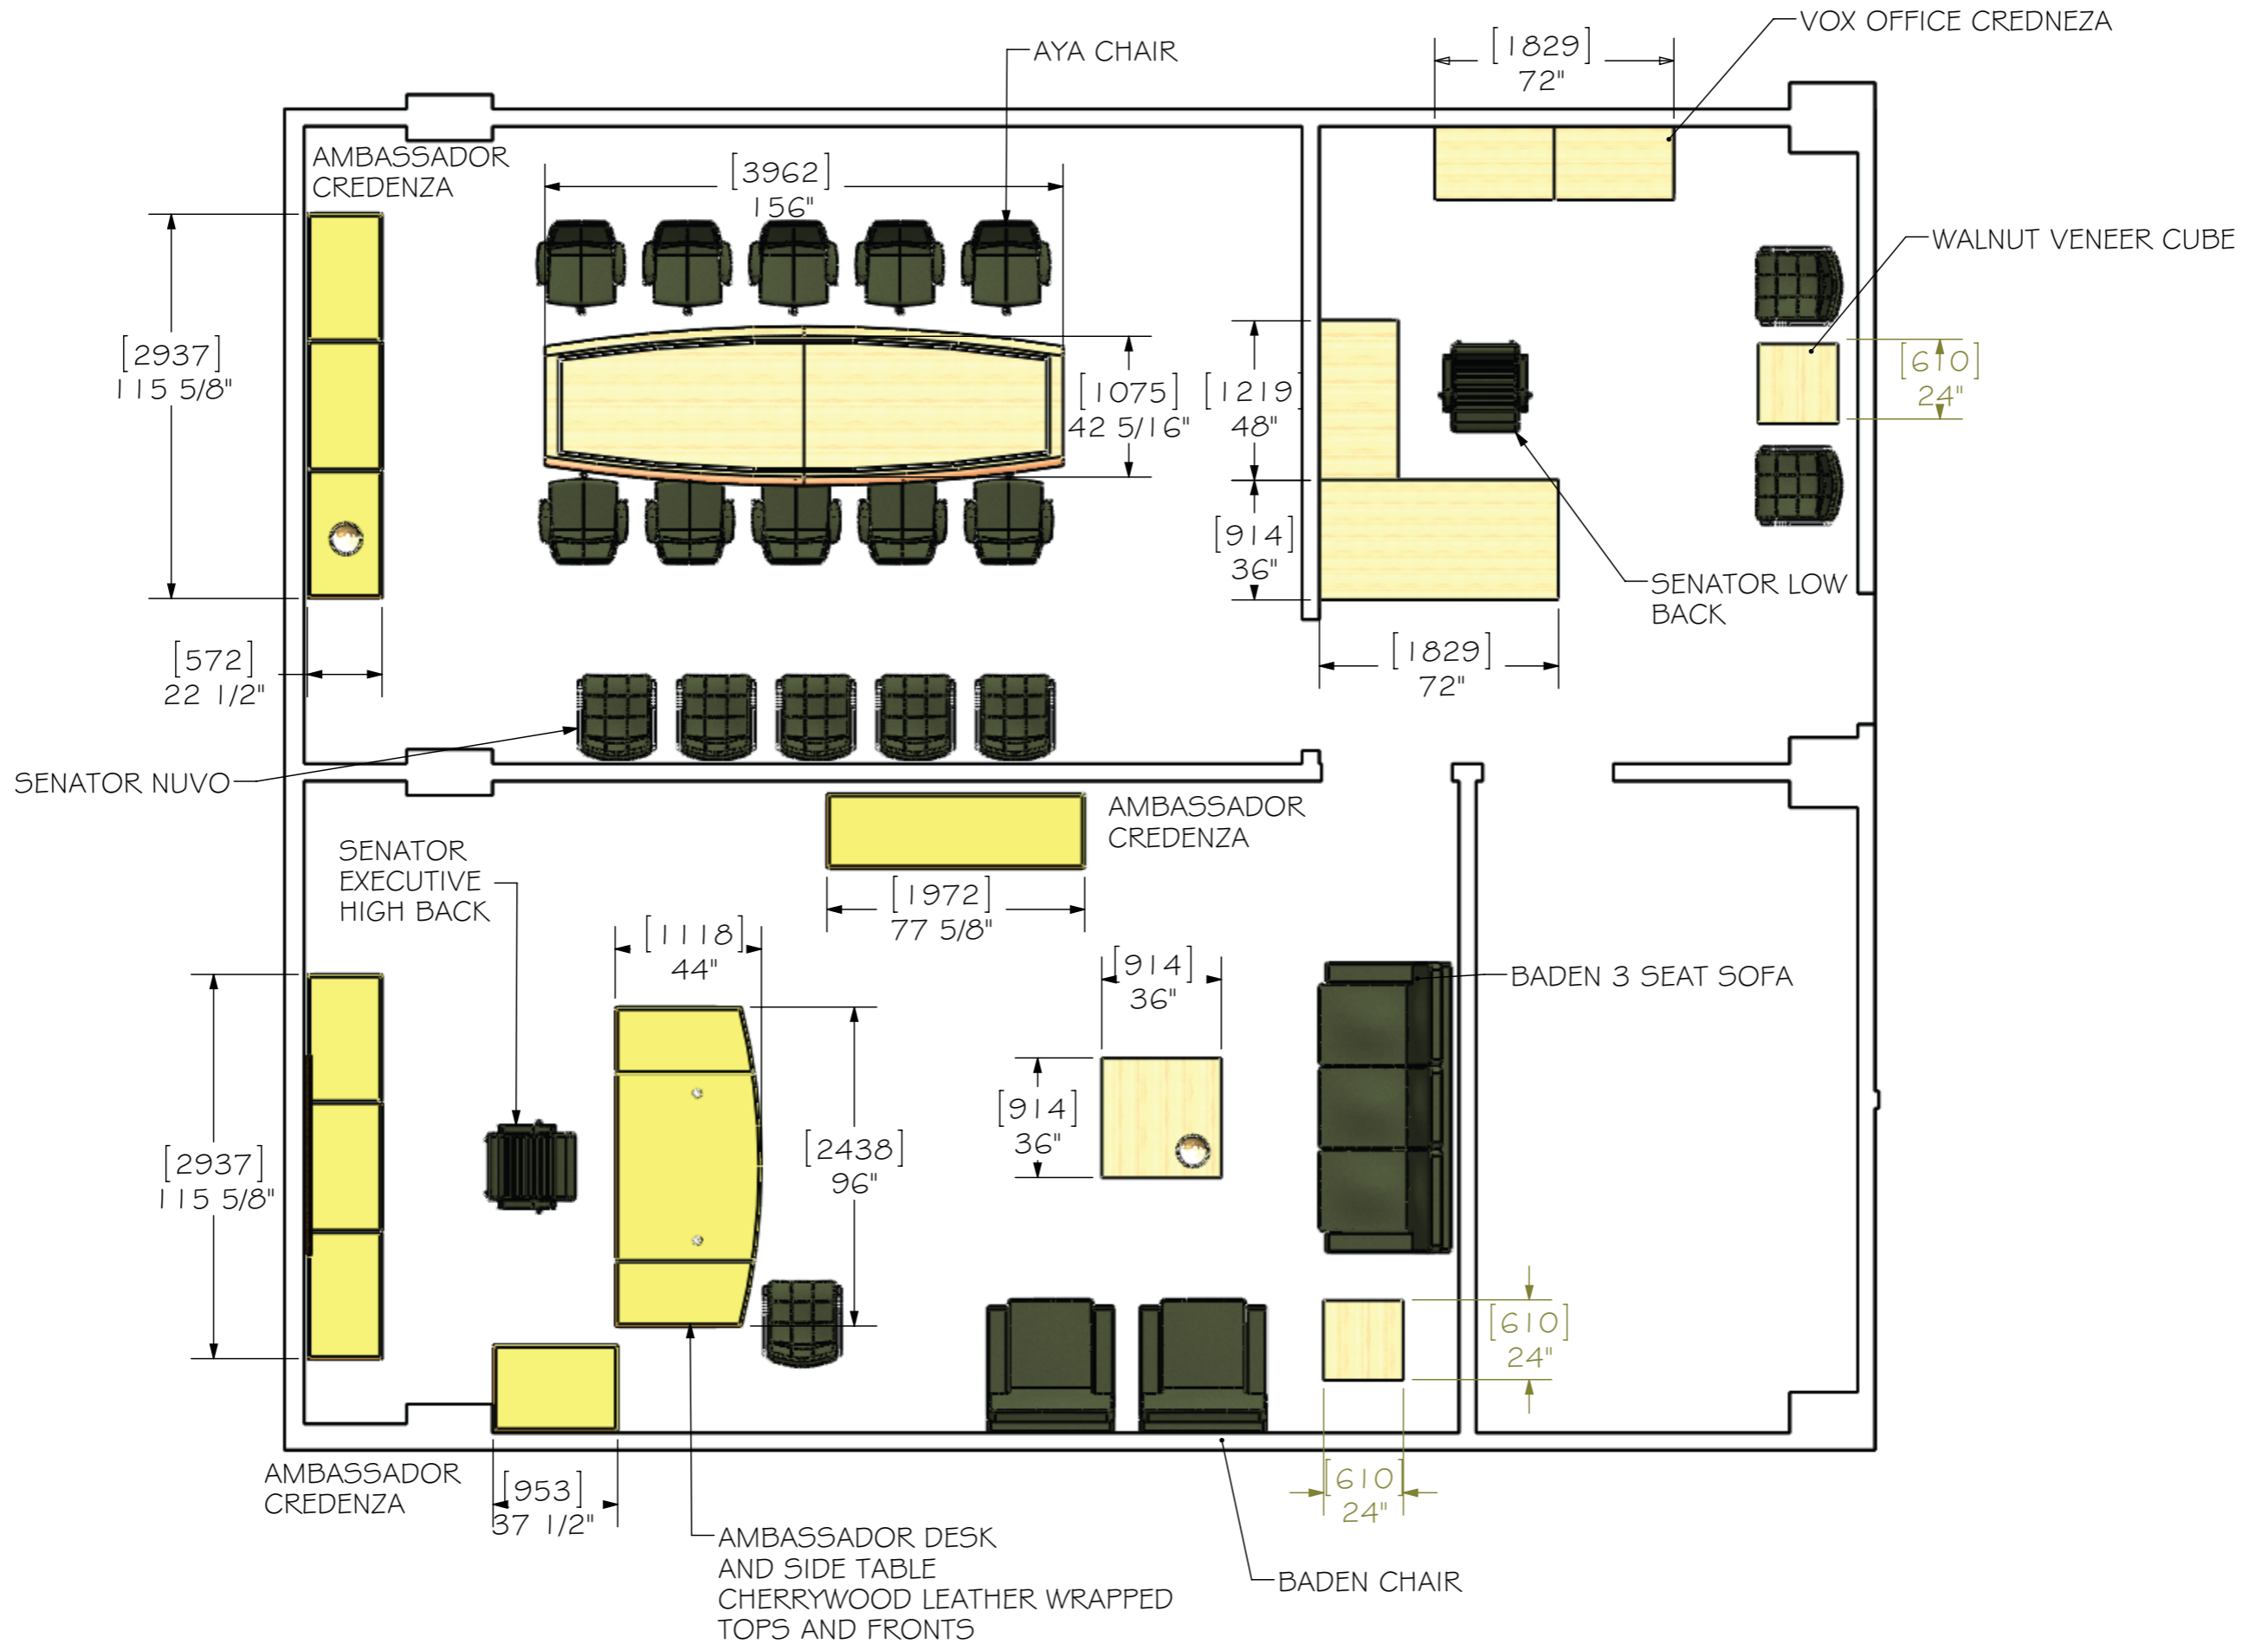 VOX OFFICE CREDNEZA
[1829]
72"
AYA CHAIR
AMBASSADOR
CREDENZA
[3962]
156"
WALNUT VENEER CUBE
[2937]
115 5/8"
[1075]
42 5/16"
[1219]
48"
[610]
24"
[914]
36"
SENATOR LOW
BACK
[572]
22 1/2"
[1829]
72"
SENATOR NUVO
AMBASSADOR
CREDENZA
SENATOR
EXECUTIVE
HIGH BACK
[1972]
77 5/8"
[1118]
44"
[914]
36"
BADEN 3 SEAT SOFA
[914]
36"
[2438]
96"
[2937]
115 5/8"
[610]
24"
AMBASSADOR
CREDENZA
[953]
37 1/2"
[610]
24"
AMBASSADOR DESK
AND SIDE TABLE
CHERRYWOOD LEATHER WRAPPED
TOPS AND FRONTS
BADEN CHAIR